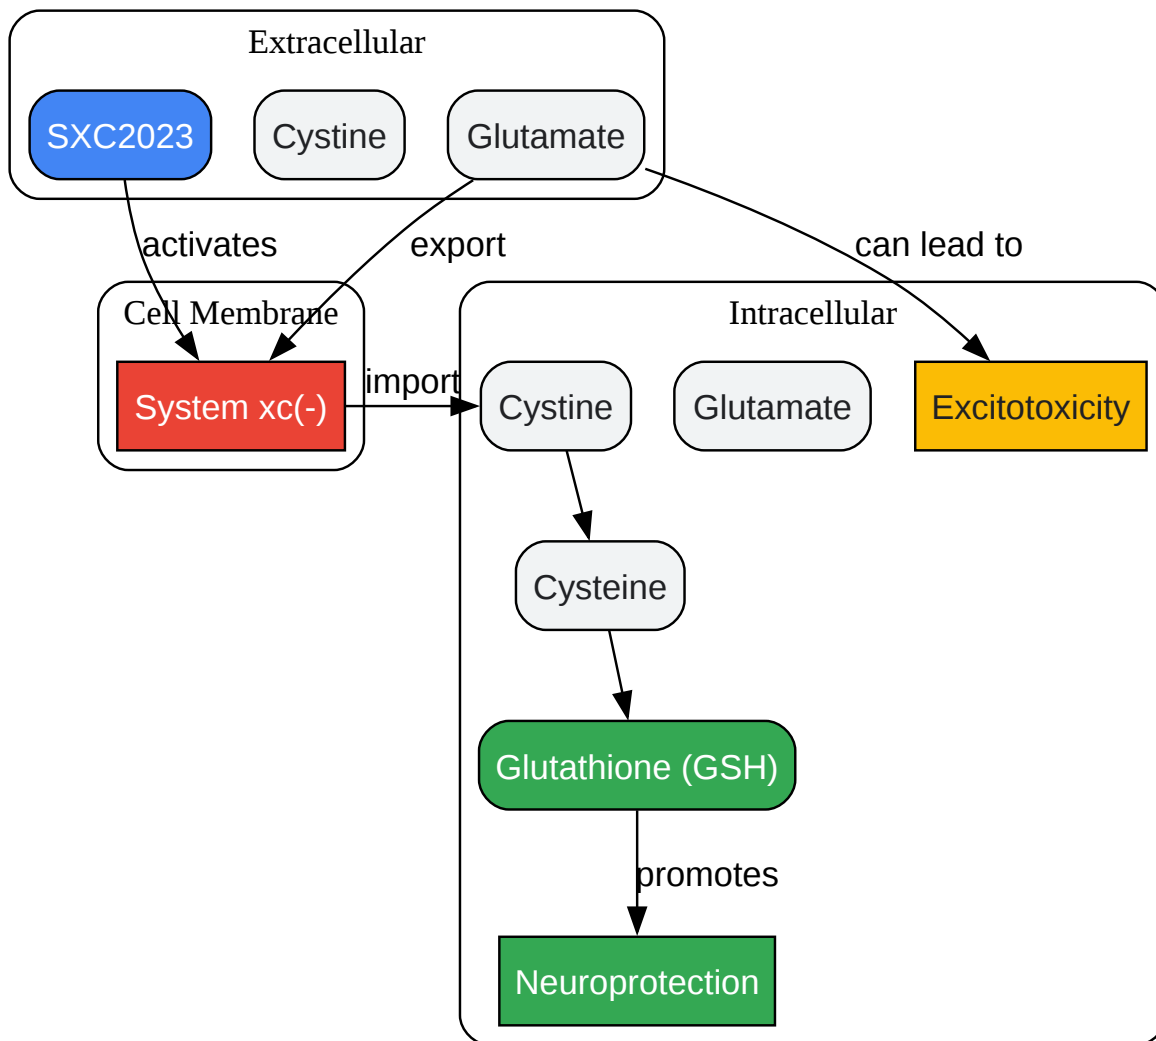 Extracellular
SXC2023
Cystine
Glutamate
activates
export
can lead to
Cell Membrane
Intracellular
System xc(-)
import
Cystine
Glutamate
Excitotoxicity
Cysteine
Glutathione (GSH)
promotes
Neuroprotection